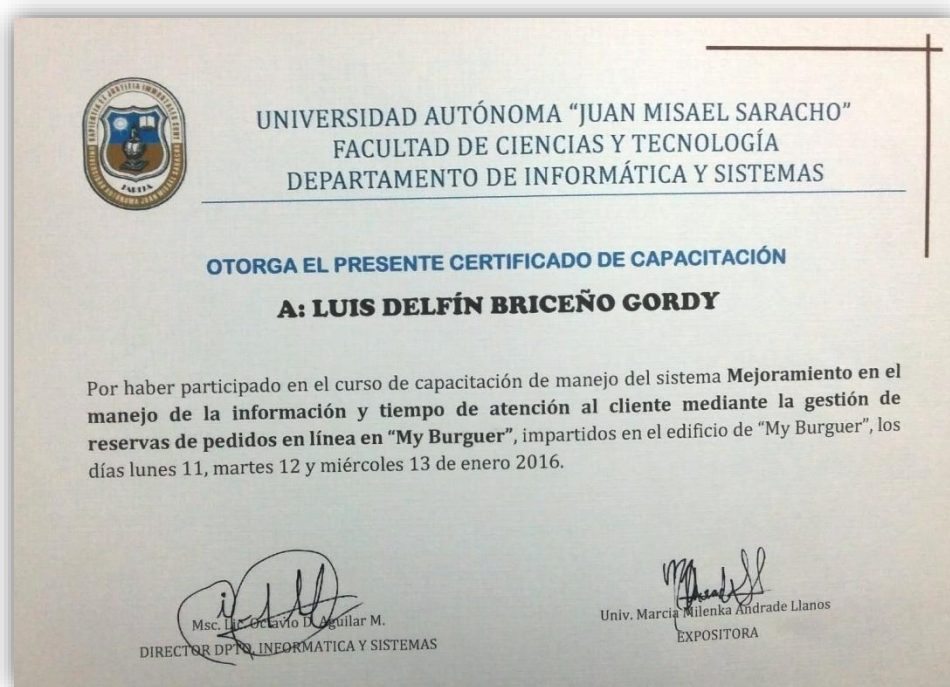 UNIVERSIDAD AUTÓNOMA “JUAN MISAEL SARACHO”
FACULTAD DE CIENCIAS Y TECNOLOGÍA
DEPARTAMENTO DE INFORMÁTICA Y SISTEMAS
TARIJA
OTORGA EL PRESENTE CERTIFICADO DE CAPACITACIÓN
A: LUIS DELFÍN BRICEÑO GORDY
Por haber participado en el curso de capacitación de manejo del sistema Mejoramiento en el
manejo de la información y tiempo de atención al cliente mediante la gestión de
reservas de pedidos en línea en “My Burguer”, impartidos en el edificio de “My Burguer”, los
días lunes 11, martes 12 y miércoles 13 de enero 2016.
Msc. Lic. Octavio D. Aguilar M.
DIRECTOR DPTO. INFORMATICA Y SISTEMAS
Univ. Marcia Milenka Andrade Llanos
EXPOSITORA